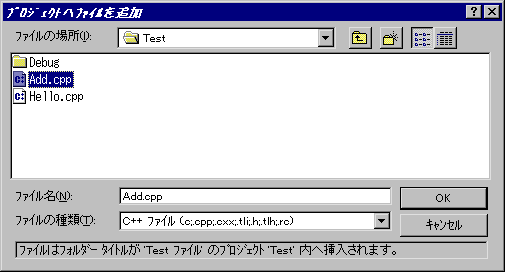 プロジェクトへファイルを追加
ファイルの場所(I):
Test
Debug
Add.cpp
Hello.cpp
ファイル名(N):
Add.cpp
OK
ファイルの種類(T):
C++ ファイル (c;.cpp;.cxx;.tli;.h;.tlh;.rc)
キャンセル
ファイルはフォルダー タイトルが 'Test ファイル' のプロジェクト 'Test' 内へ挿入されます。